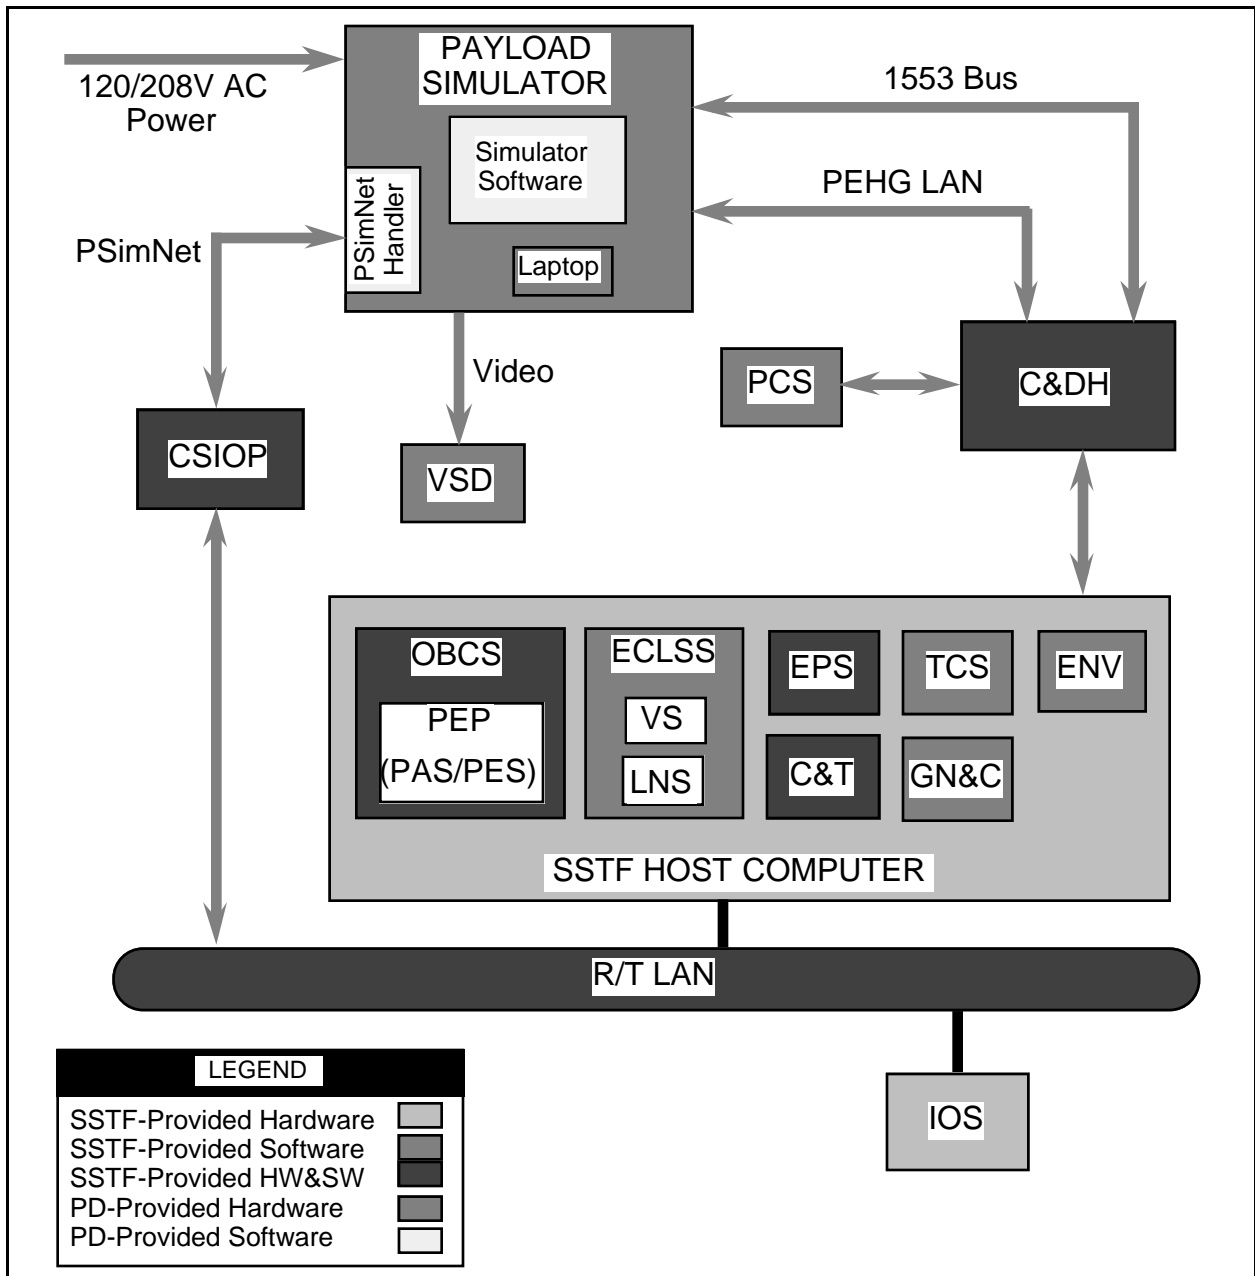 PAYLOAD
SIMULATOR
120/208V AC
Power
1553 Bus
Simulator
Software
PEHG LAN
PSimNet
Handler
PSimNet
Laptop
Video
PCS
C&DH
CSIOP
VSD
OBCS
PEP
(PAS/PES)
ECLSS
VS
LNS
EPS
TCS
ENV
C&T
GN&C
SSTF HOST COMPUTER
R/T LAN
LEGEND
SSTF-Provided Hardware
SSTF-Provided Software
SSTF-Provided HW&SW
PD-Provided Hardware
PD-Provided Software
IOS